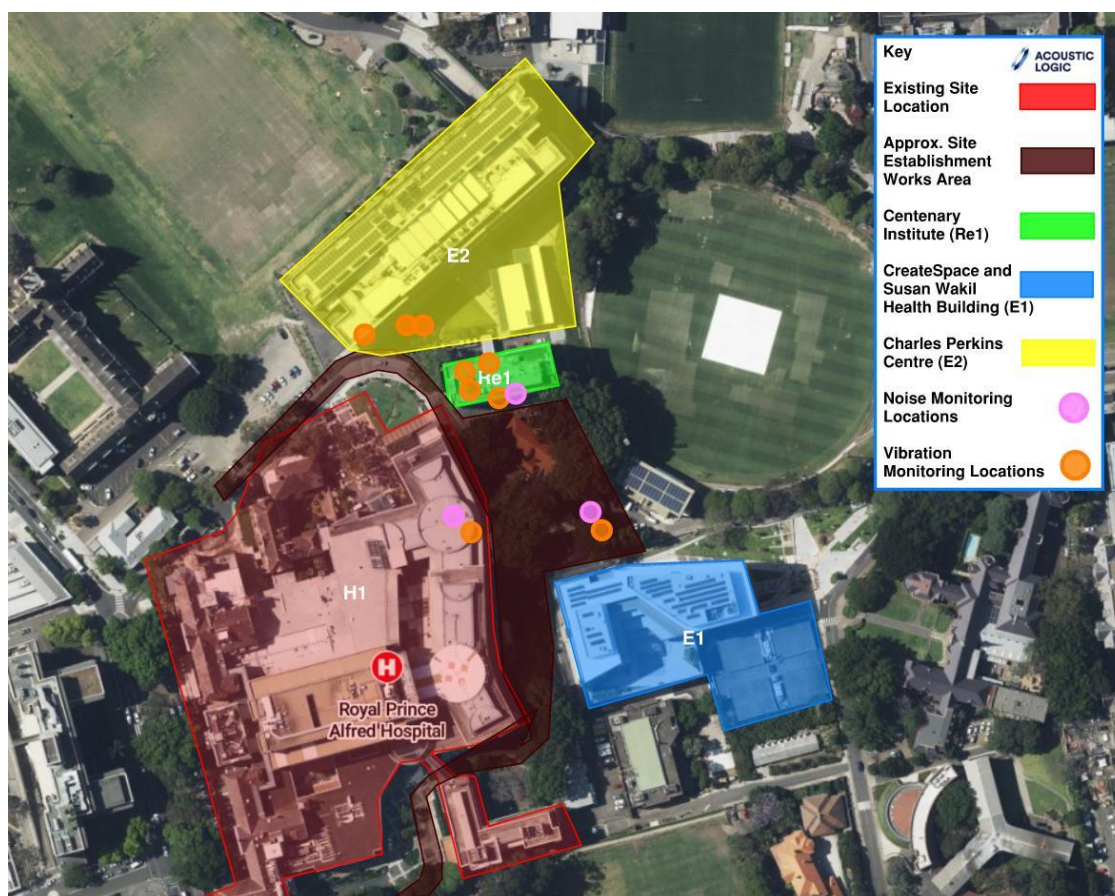 Key
ACOUSTIC
LOGIC
Existing Site
Location
Approx. Site
Establishment
Works Area
Centenary
Institute (Re1)
CreateSpace and
Susan Wakil
Health Building (E1)
Charles Perkins
Centre (E2)
Noise Monitoring
Locations
Vibration
Monitoring Locations
E2
Re1
H1
E1
H
Royal Prince
Alfred Hospital